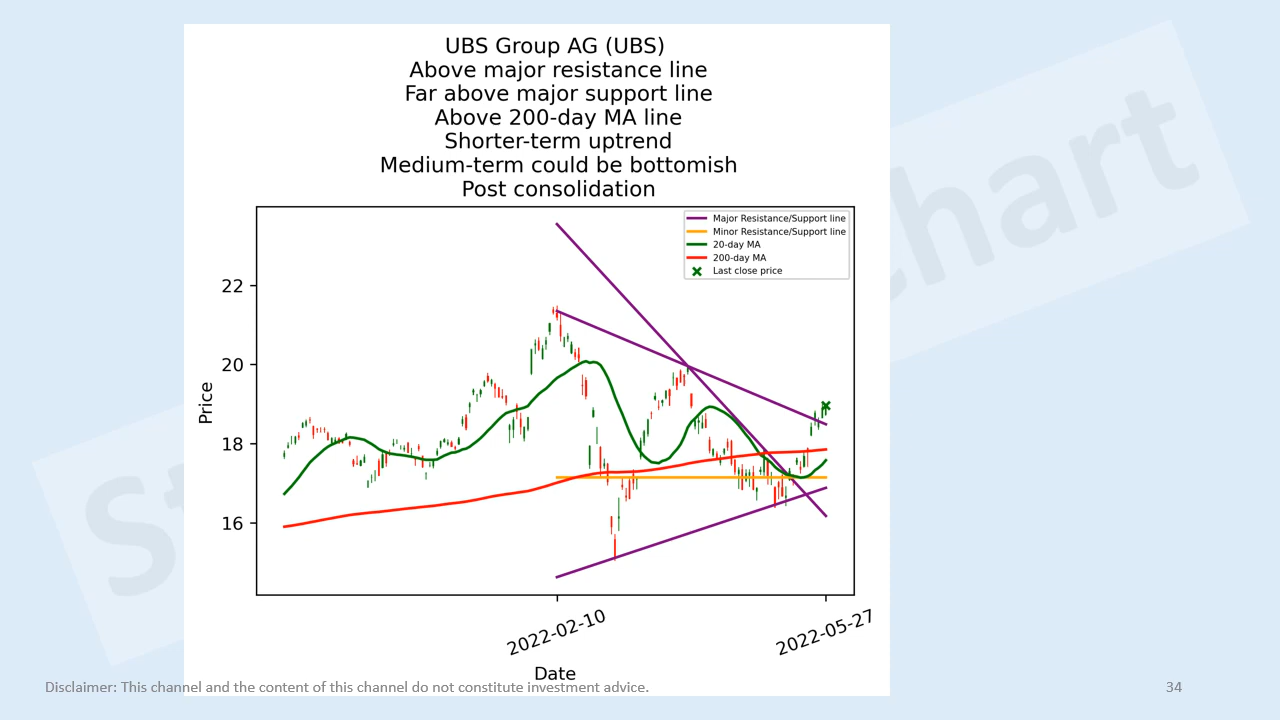 UBS Group AG (UBS)
Above major resistance line
Far above major support line
Above 200-day MA line
Shorter-term uptrend
Medium-term could be bottomish
Post consolidation
Major Resistance/Support line
Minor Resistance/Support line
20-day MA
200-day MA
Last close price
22
20
18
16
Price
2022-02-10
2022-05-27
Date
Disclaimer: This channel and the content of this channel do not constitute investment advice.
34